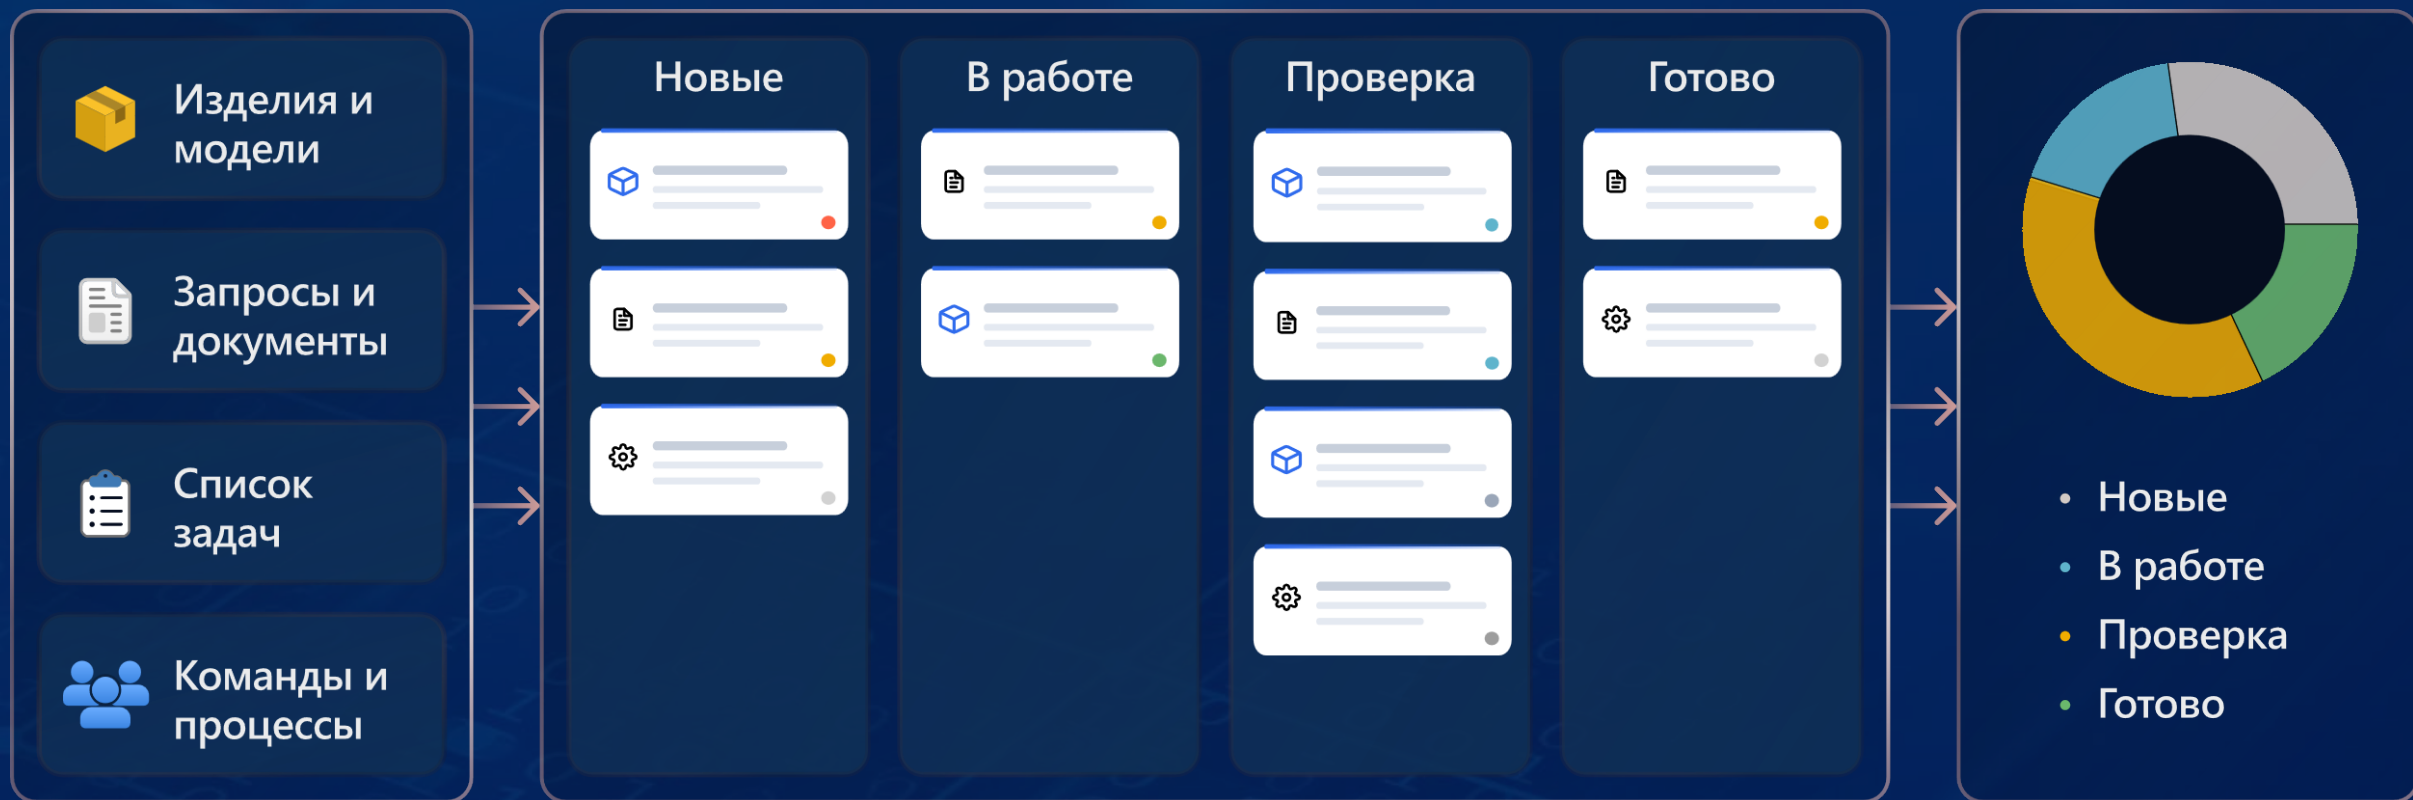 Изделия и
модели
Запросы и
документы
Список
задач
Команды и
процессы
Новые
В работе
Проверка
Готово
Новые
В работе
Проверка
Готово